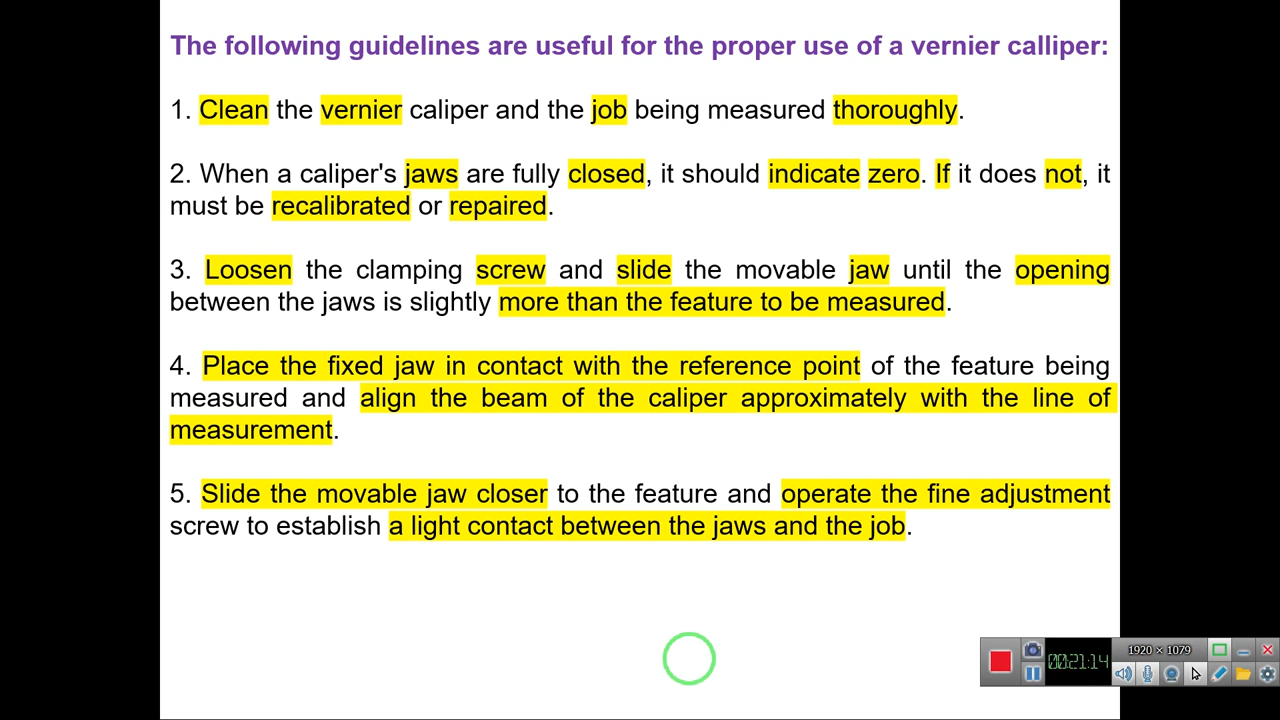 The following guidelines are useful for the proper use of a vernier calliper:
1. Clean the vernier caliper and the job being measured thoroughly.
2. When a caliper's jaws are fully closed, it should indicate zero. If it does not, it
must be recalibrated or repaired.
3. Loosen the clamping screw and slide the movable jaw until the opening
between the jaws is slightly more than the feature to be measured.
4. Place the fixed jaw in contact with the reference point of the feature being
measured and align the beam of the caliper approximately with the line of
measurement.
5. Slide the movable jaw closer to the feature and operate the fine adjustment
screw to establish a light contact between the jaws and the job.
1920 × 1079
00:21:14